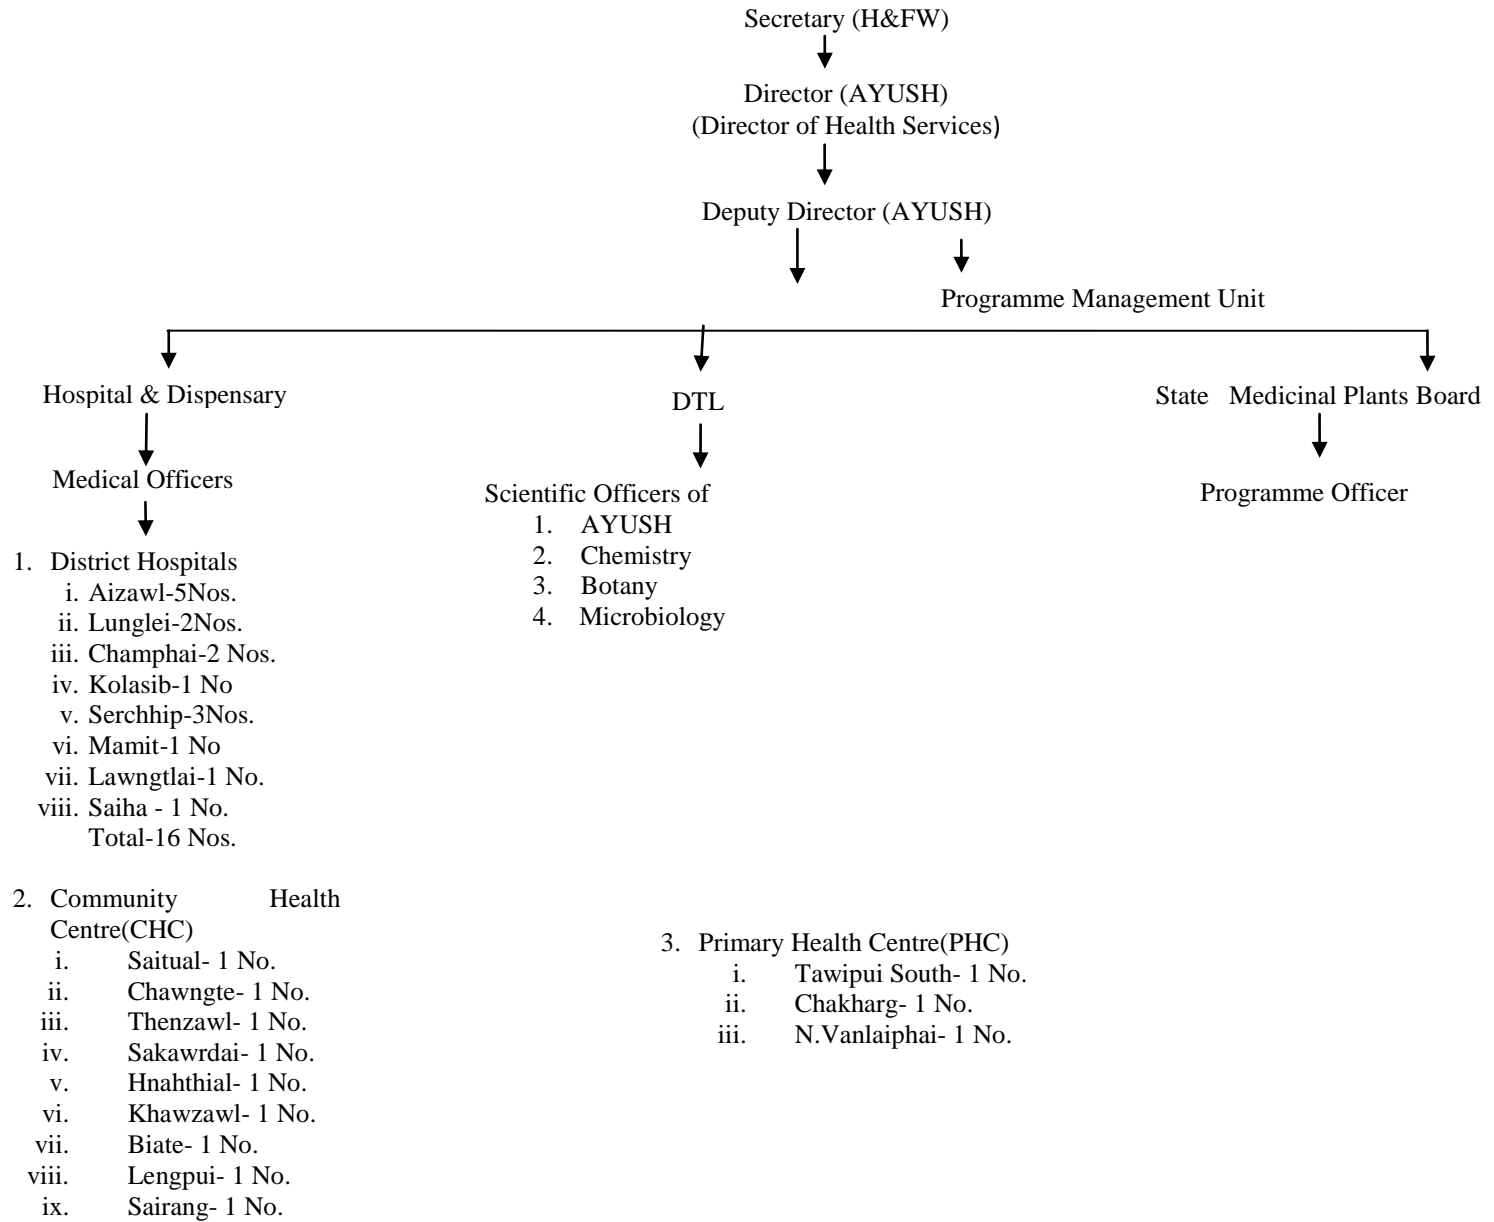 Secretary (H&FW)
Director (AYUSH)
(Director of Health Services)
Deputy Director (AYUSH)
Programme Management Unit
Hospital & Dispensary
Medical Officers
1. District Hospitals
i. Aizawl-5Nos.
ii. Lunglei-2Nos.
iii. Champhai-2 Nos.
iv. Kolasib-1 No
v. Serchhip-3Nos.
vi. Mamit-1 No
vii. Lawngtlai-1 No.
viii. Saiha - 1 No.
Total-16 Nos.
2. Community Health
Centre(CHC)
i. Saitual- 1 No.
ii. Chawngte- 1 No.
iii. Thenzawl- 1 No.
iv. Sakawrdai- 1 No.
v. Hnahthial- 1 No.
vi. Khawzawl- 1 No.
vii. Biate- 1 No.
viii. Lengpui- 1 No.
ix. Sairang- 1 No.
DTL
Scientific Officers of
1. AYUSH
2. Chemistry
3. Botany
4. Microbiology
3. Primary Health Centre(PHC)
i. Tawipui South- 1 No.
ii. Chakharg- 1 No.
iii. N.Vanlaiphai- 1 No.
State Medicinal Plants Board
Programme Officer